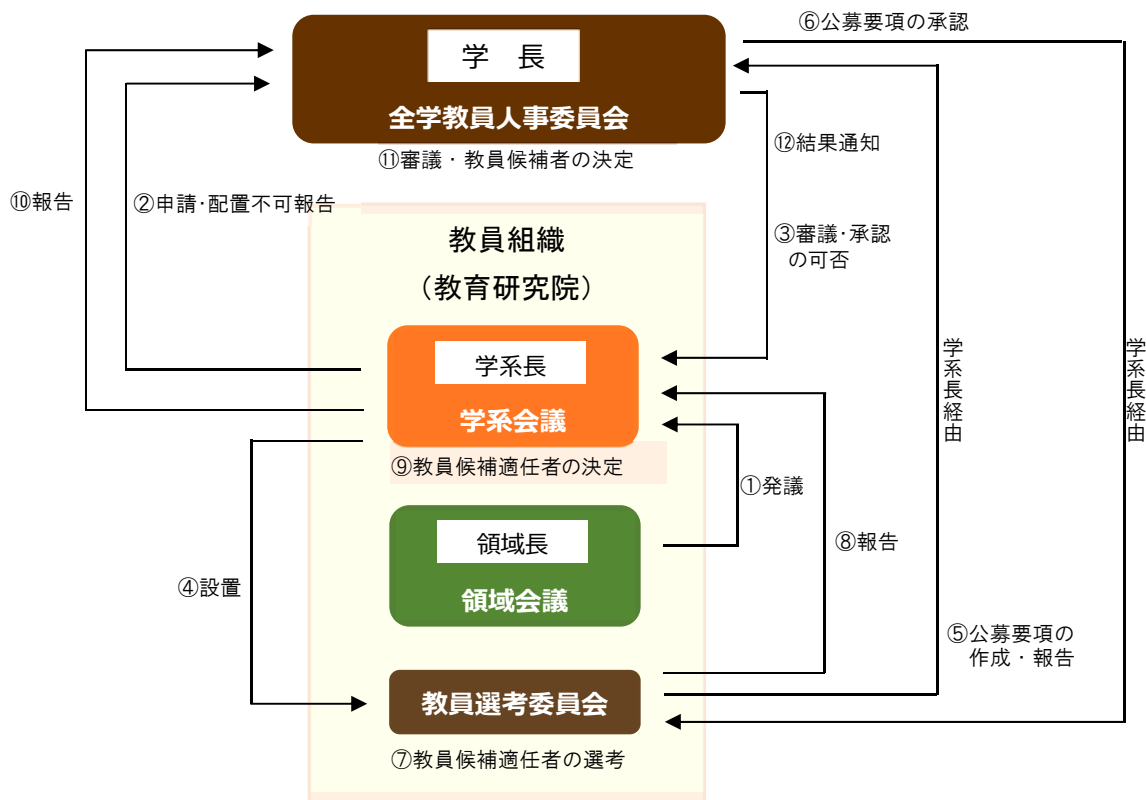 ⑥公募要項の承認
学 長
全学教員人事委員会
⑪審議・教員候補者の決定
⑫結果通知
⑩報告
②申請・配置不可報告
③審議・承認
の可否
教員組織
（教育研究院）
学系長
学系会議
⑨教員候補適任者の決定
学系長経由
学系長経由
①発議
領域長
領域会議
⑧報告
④設置
⑤公募要項の
作成・報告
教員選考委員会
⑦教員候補適任者の選考